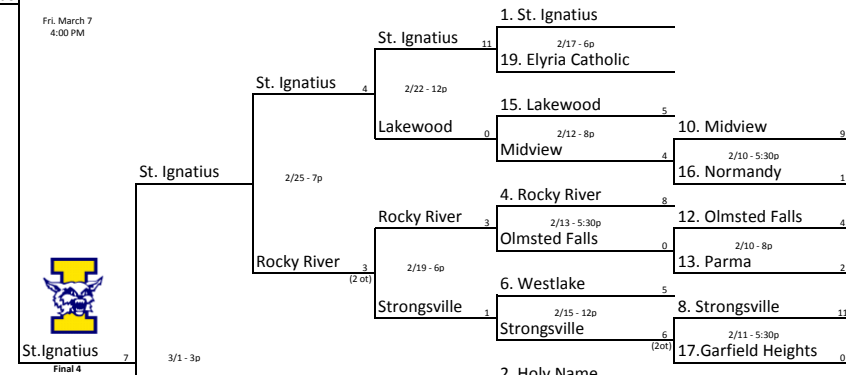 1. St. Ignatius
Fri. March 7
4:00 PM
St. Ignatius 11
2/17 - 6p
19. Elyria Catholic
St. Ignatius 4
2/22 - 12p
15. Lakewood 5
Lakewood 0
2/12 - 8p
10. Midview 9
Midview 4
2/10 - 5:30p
St. Ignatius
2/25 - 7p
16. Normandy 1
4. Rocky River 8
Rocky River 3
2/13 - 5:30p
12. Olmsted Falls 4
Olmsted Falls 0
2/10 - 8p
Rocky River 3
(2 ot)
2/19 - 6p
13. Parma 2
6. Westlake 5
Strongsville 1
2/15 - 12p
8. Strongsville 11
Strongsville 6
(2ot)
2/11 - 5:30p
St.Ignatius 7
3/1 - 3p
17.Garfield Heights 0
Final 4